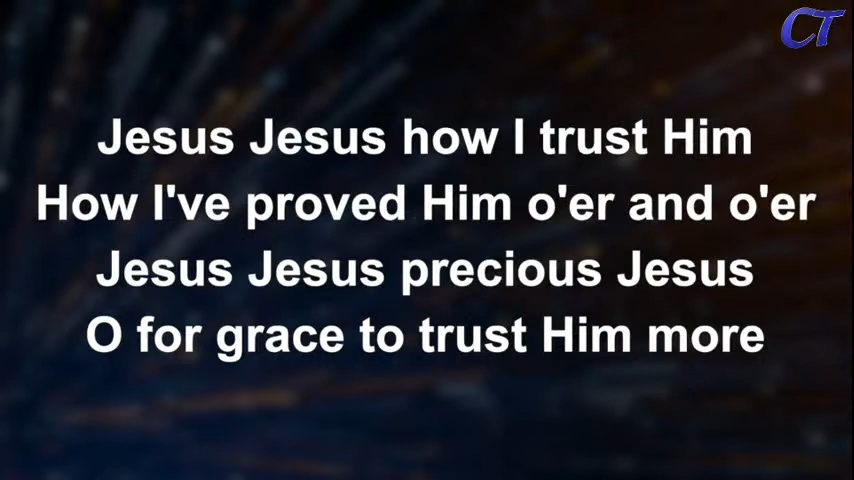 CT
Jesus Jesus how I trust Him
How I've proved Him o'er and o'er
Jesus Jesus precious Jesus
O for grace to trust Him more